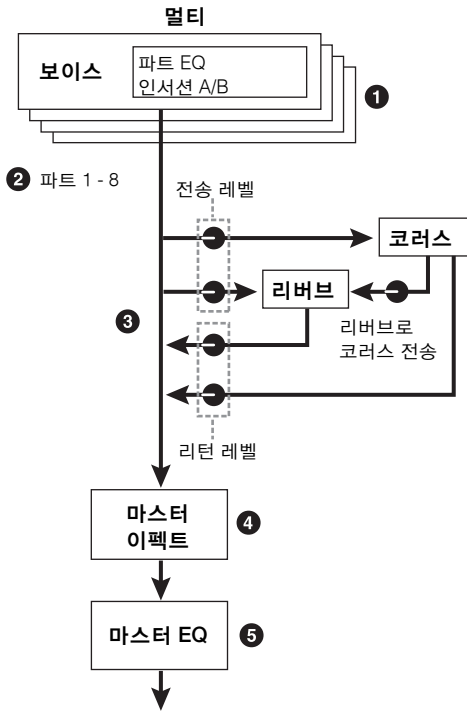 멀티
보이스
파트 EQ
인서션 A/B
1
2 파트 1 - 8
전송 레벨
코러스
리버브
3
리버브로
코러스 전송
리턴 레벨
마스터
이펙트
4
마스터 EQ
5